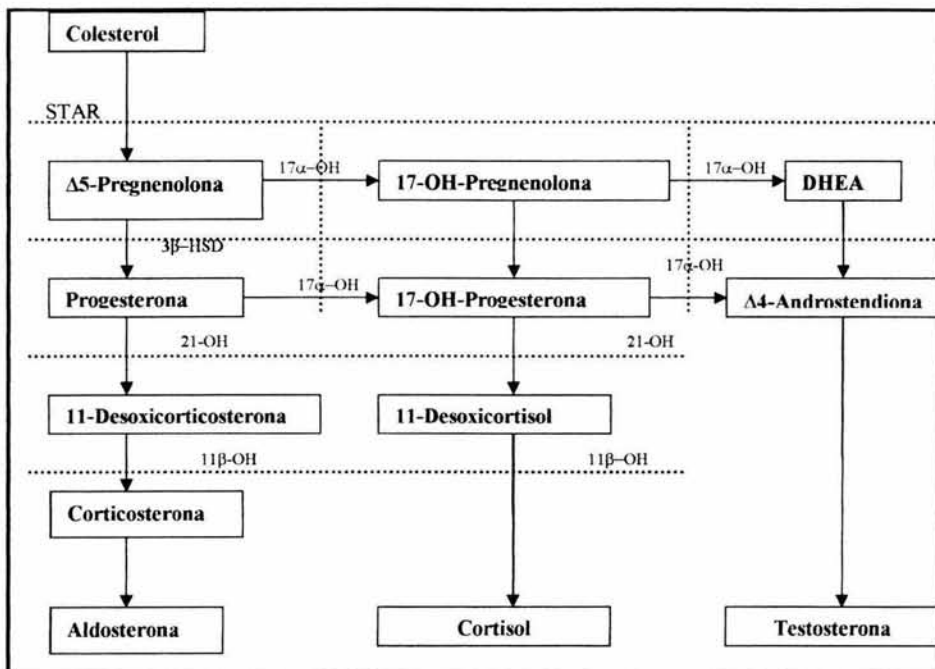 Colesterol
STAR
Δ5-Pregnenolona
17α–OH
17-OH-Pregnenolona
17α–OH
DHEA
3β–HSD
Progesterona
17α–OH
17-OH-Progesterona
17α-OH
Δ4-Androstendiona
21-OH
21-OH
11-Desoxicorticosterona
11-Desoxicortisol
11β-OH
11β–OH
Corticosterona
Aldosterona
Cortisol
Testosterona